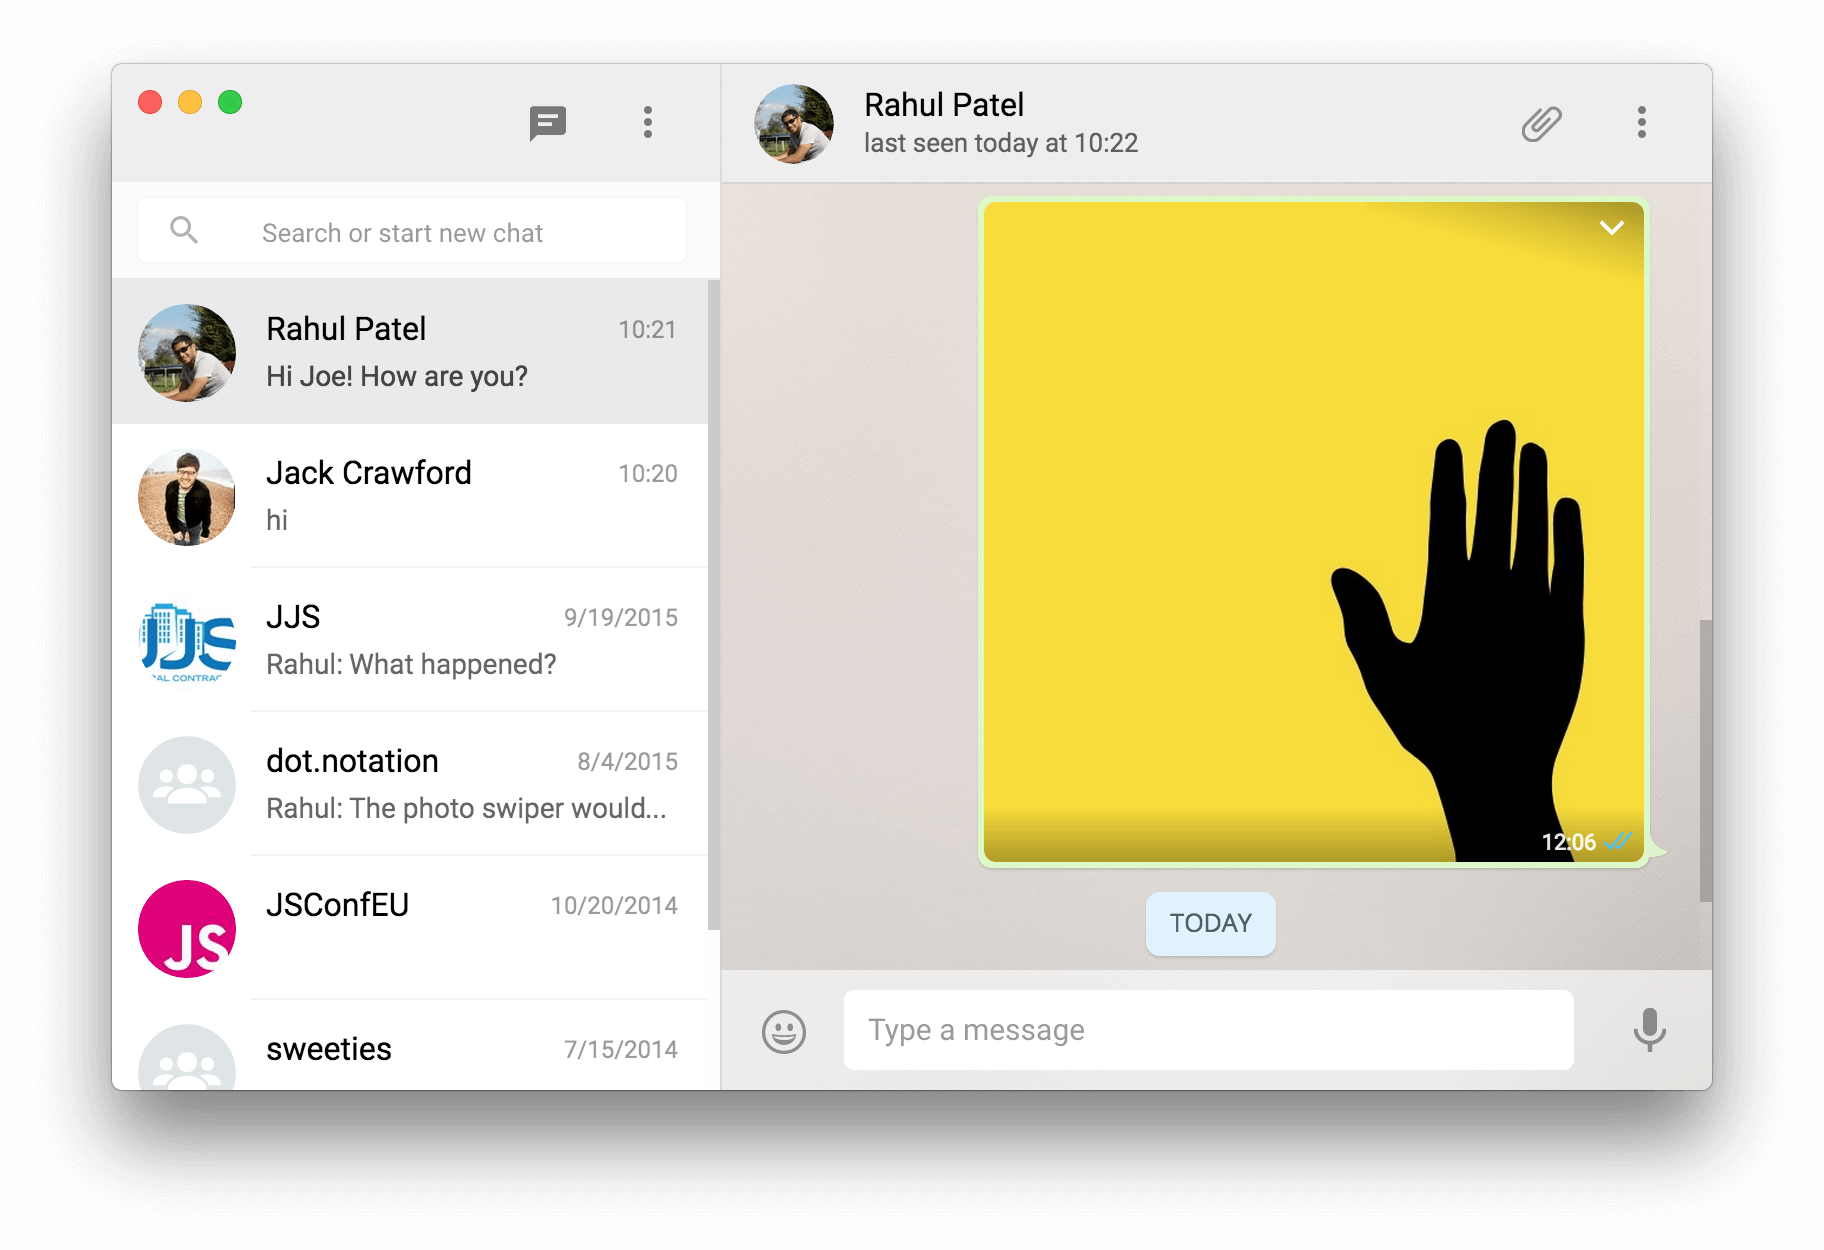 Rahul Patel
last seen today at 10:22
Search or start new chat
Rahul Patel 10:21
Hi Joe! How are you?
Jack Crawford 10:20
hi
JJS 9/19/2015
Rahul: What happened?
JJS
AL CONTRAC
dot.notation 8/4/2015
Rahul: The photo swiper would...
JSConfEU 10/20/2014
JS
sweeties 7/15/2014
12:06
TODAY
Type a message